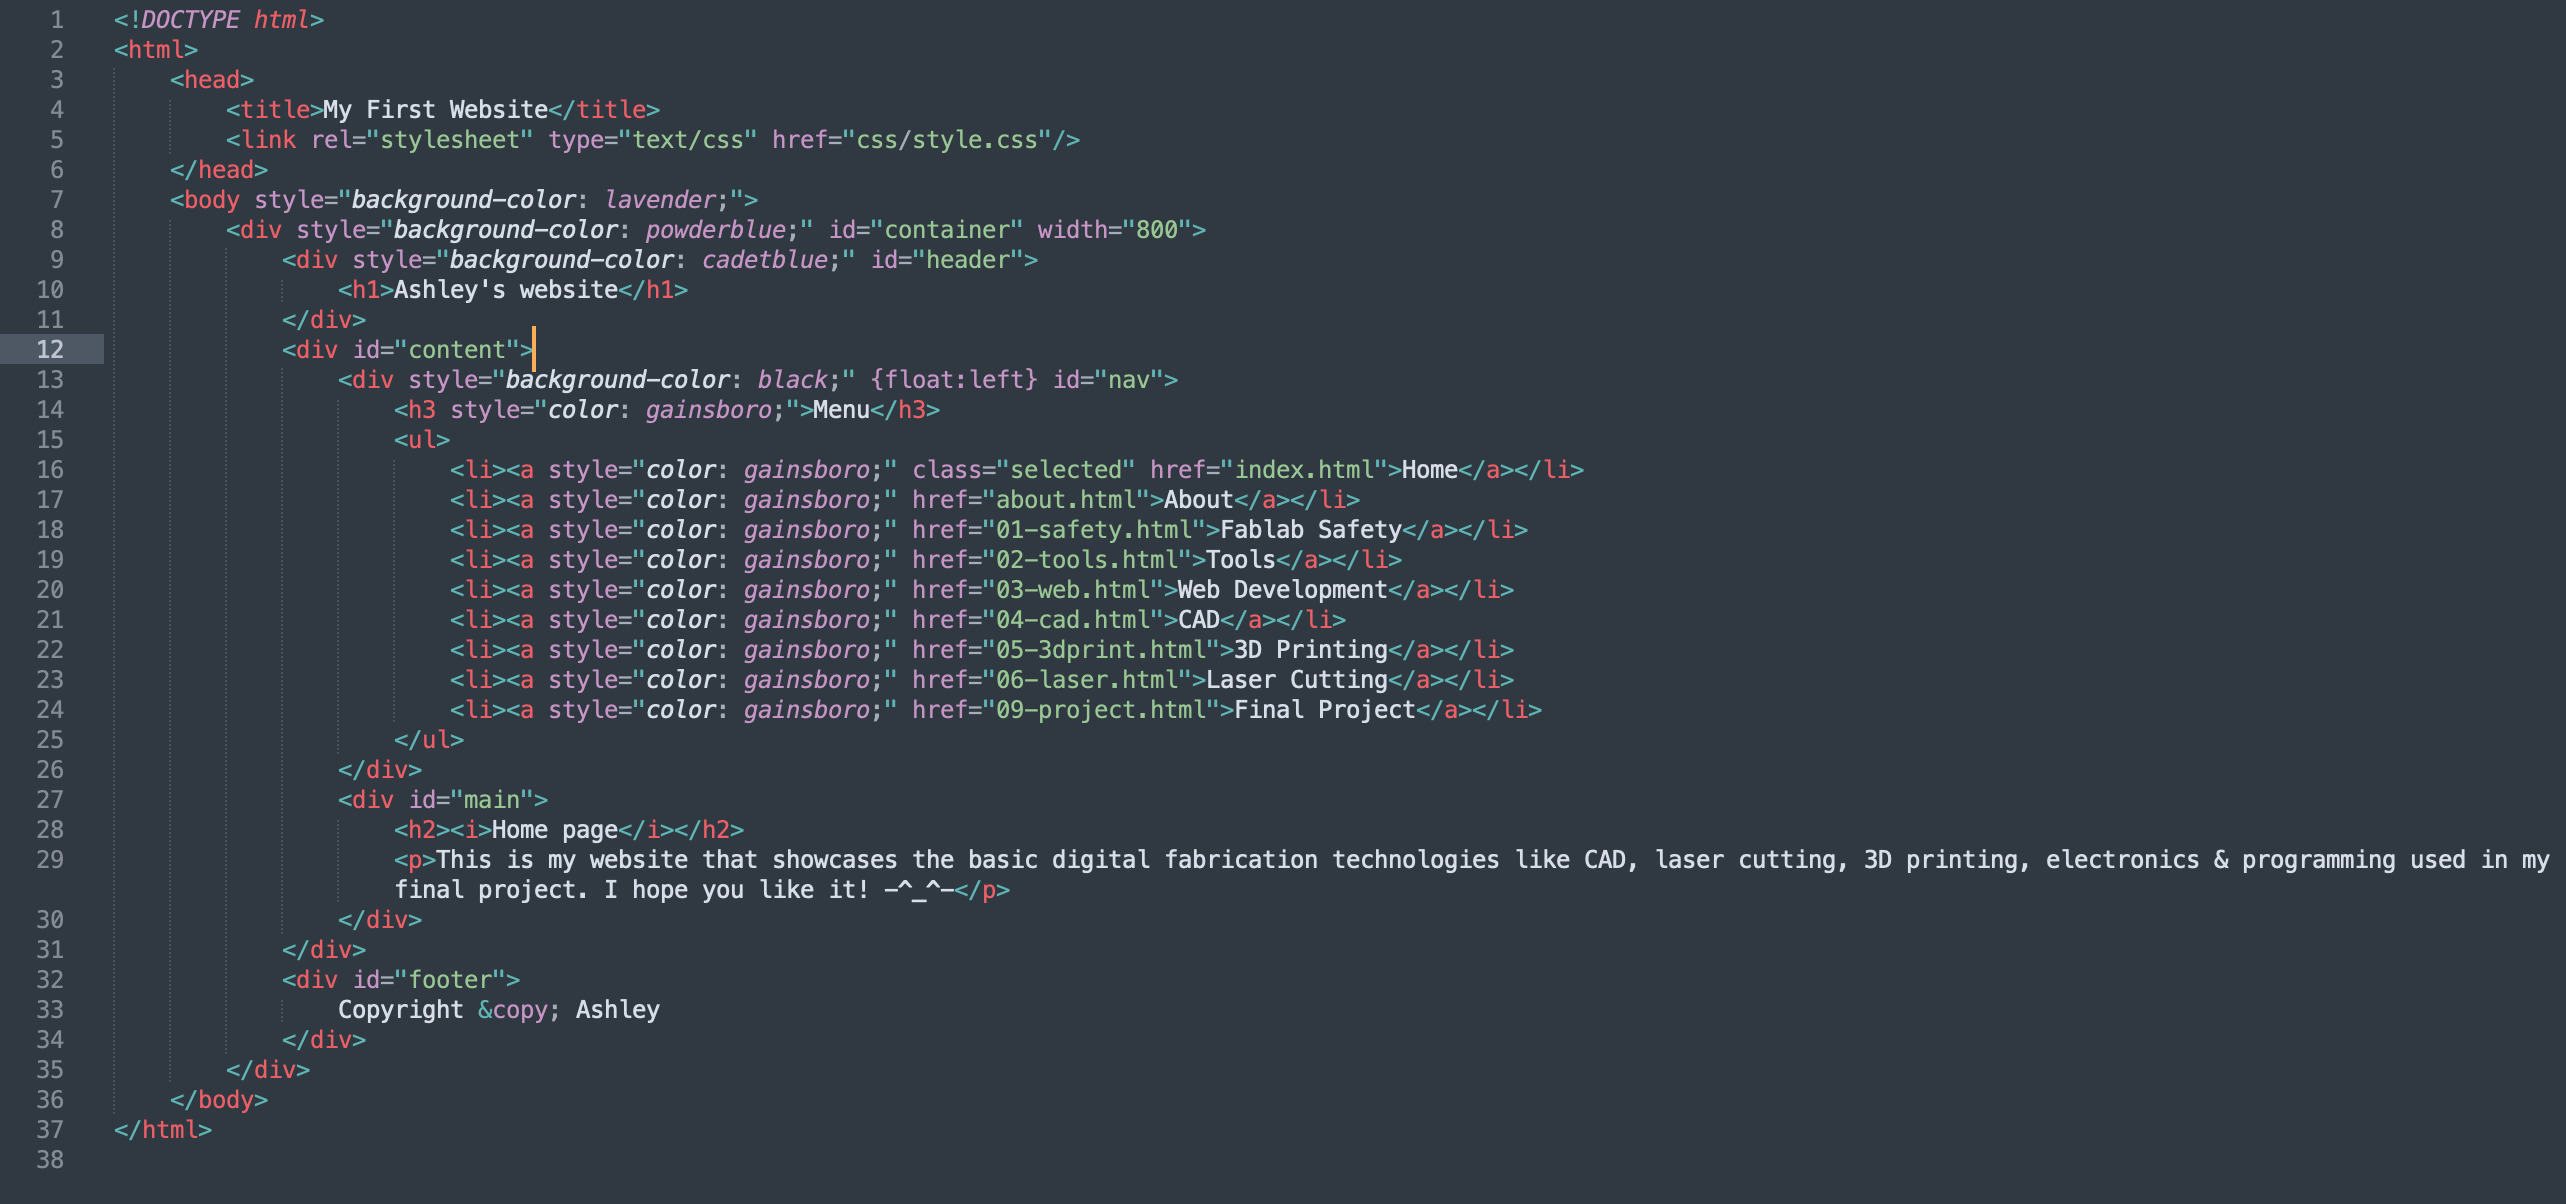 1 <!DOCTYPE html>
2 <html>
3     <head>
4         <title>My First Website</title>
5         <link rel="stylesheet" type="text/css" href="css/style.css"/>
6     </head>
7     <body style="background-color: lavender;">
8         <div style="background-color: powderblue;" id="container" width="800">
9             <div style="background-color: cadetblue;" id="header">
10                 <h1>Ashley's website</h1>
11             </div>
12             <div id="content">
13                 <div style="background-color: black;" {float:left} id="nav">
14                     <h3 style="color: gainsboro;">Menu</h3>
15                     <ul>
16                         <li><a style="color: gainsboro;" class="selected" href="index.html">Home</a></li>
17                         <li><a style="color: gainsboro;" href="about.html">About</a></li>
18                         <li><a style="color: gainsboro;" href="01-safety.html">Fablab Safety</a></li>
19                         <li><a style="color: gainsboro;" href="02-tools.html">Tools</a></li>
20                         <li><a style="color: gainsboro;" href="03-web.html">Web Development</a></li>
21                         <li><a style="color: gainsboro;" href="04-cad.html">CAD</a></li>
22                         <li><a style="color: gainsboro;" href="05-3dprint.html">3D Printing</a></li>
23                         <li><a style="color: gainsboro;" href="06-laser.html">Laser Cutting</a></li>
24                         <li><a style="color: gainsboro;" href="09-project.html">Final Project</a></li>
25                     </ul>
26                 </div>
27                 <div id="main">
28                     <h2><i>Home page</i></h2>
29                     <p>This is my website that showcases the basic digital fabrication technologies like CAD, laser cutting, 3D printing, electronics & programming used in my
                     final project. I hope you like it! -^_^-</p>
30                 </div>
31             </div>
32             <div id="footer">
33                 Copyright &copy; Ashley
34             </div>
35         </div>
36     </body>
37 </html>
38